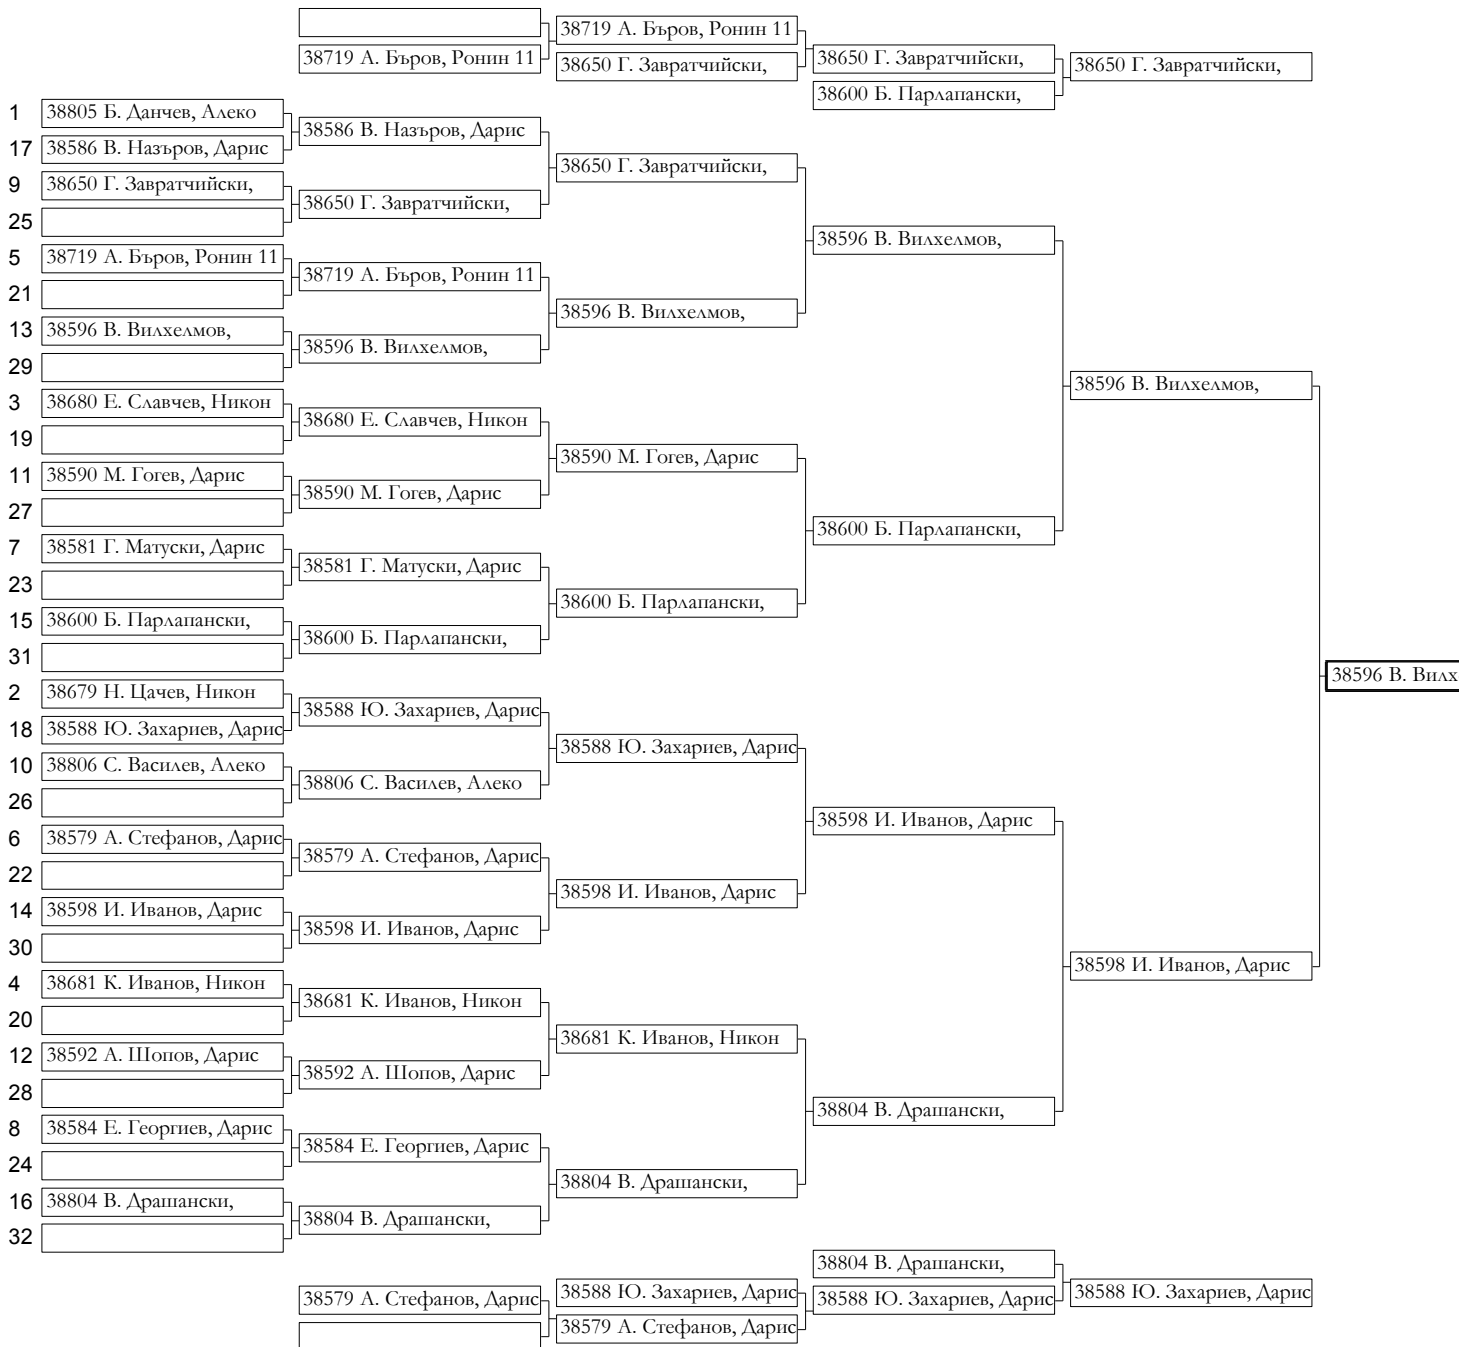 38719 А. Бъров, Ронин 11
38719 А. Бъров, Ронин 11
38650 Г. Завратчийски,
38650 Г. Завратчийски,
38650 Г. Завратчийски,
38600 Б. Парлапански,
1 38805 Б. Данчев, Алеко
38586 В. Назъров, Дарис
17 38586 В. Назъров, Дарис
38650 Г. Завратчийски,
9 38650 Г. Завратчийски,
38650 Г. Завратчийски,
25
38596 В. Вилхелмов,
5 38719 А. Бъров, Ронин 11
38719 А. Бъров, Ронин 11
21
38596 В. Вилхелмов,
13 38596 В. Вилхелмов,
38596 В. Вилхелмов,
29
38596 В. Вилхелмов,
3 38680 Е. Славчев, Никон
38680 Е. Славчев, Никон
19
38590 М. Гогев, Дарис
11 38590 М. Гогев, Дарис
38590 М. Гогев, Дарис
27
38600 Б. Парлапански,
7 38581 Г. Матуски, Дарис
38581 Г. Матуски, Дарис
23
38600 Б. Парлапански,
15 38600 Б. Парлапански,
38600 Б. Парлапански,
31
38596 В. Вилх
2 38679 Н. Цачев, Никон
38588 Ю. Захариев, Дарис
18 38588 Ю. Захариев, Дарис
38588 Ю. Захариев, Дарис
10 38806 С. Василев, Алеко
38806 С. Василев, Алеко
26
38598 И. Иванов, Дарис
6 38579 А. Стефанов, Дарис
38579 А. Стефанов, Дарис
22
38598 И. Иванов, Дарис
14 38598 И. Иванов, Дарис
38598 И. Иванов, Дарис
30
38598 И. Иванов, Дарис
4 38681 К. Иванов, Никон
38681 К. Иванов, Никон
20
38681 К. Иванов, Никон
12 38592 А. Шопов, Дарис
38592 А. Шопов, Дарис
28
38804 В. Драшански,
8 38584 Е. Георгиев, Дарис
38584 Е. Георгиев, Дарис
24
38804 В. Драшански,
16 38804 В. Драшански,
38804 В. Драшански,
32
38804 В. Драшански,
38579 А. Стефанов, Дарис
38588 Ю. Захариев, Дарис
38588 Ю. Захариев, Дарис
38588 Ю. Захариев, Дарис
38579 А. Стефанов, Дарис